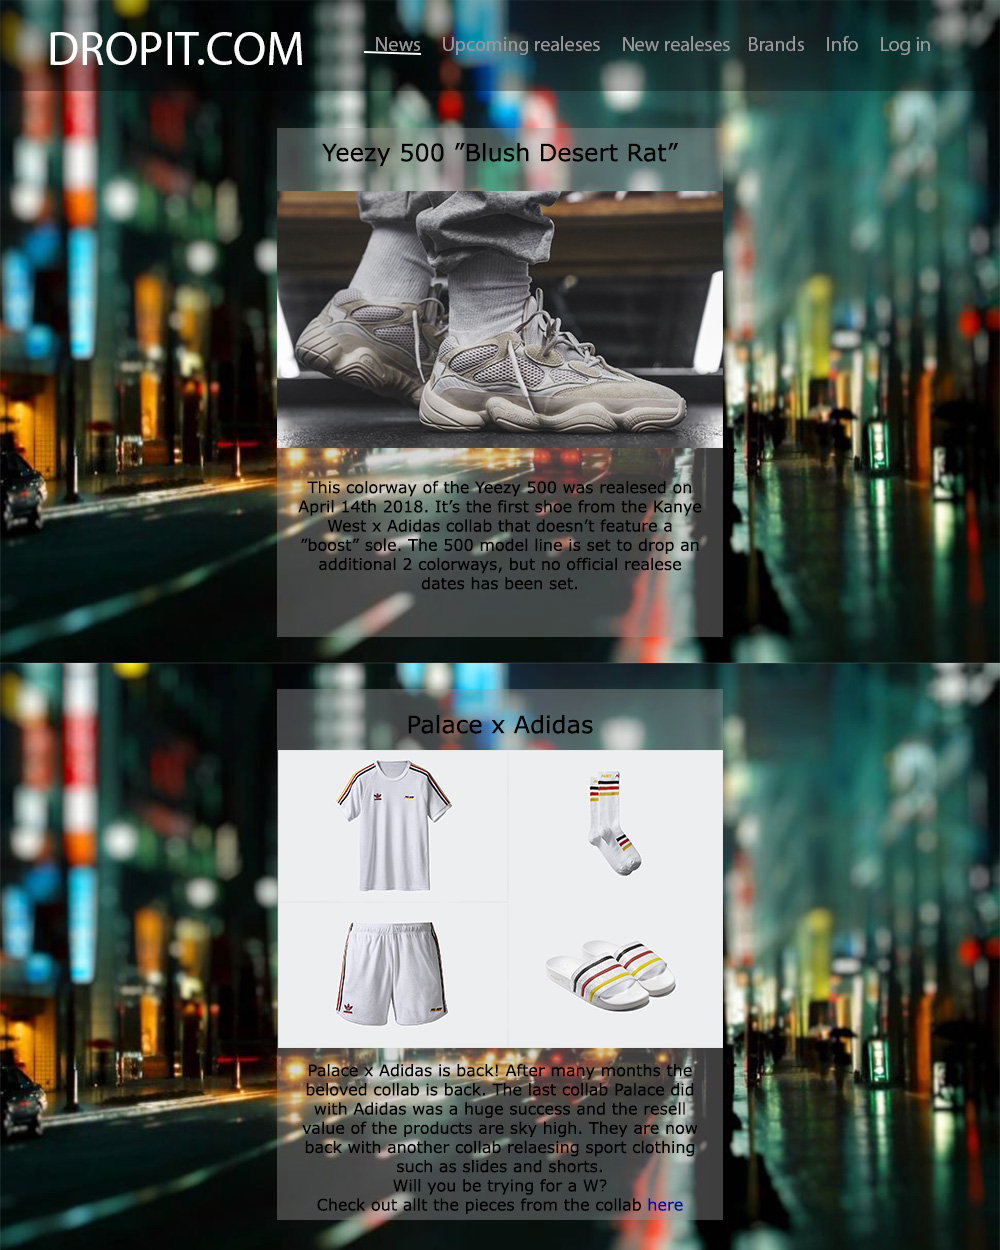 DROPIT.COM
News Upcoming realeses New realeses Brands Info Log in
Yeezy 500 ”Blush Desert Rat”
This colorway of the Yeezy 500 was realesed on
April 14th 2018. It’s the first shoe from the Kanye
West x Adidas collab that doesn’t feature a
”boost” sole. The 500 model line is set to drop an
additional 2 colorways, but no official realese
dates has been set.
Palace x Adidas
Palace x Adidas is back! After many months the
beloved collab is back. The last collab Palace did
with Adidas was a huge success and the resell
value of the products are sky high. They are now
back with another collab relaesing sport clothing
such as slides and shorts.
Will you be trying for a W?
Check out allt the pieces from the collab here